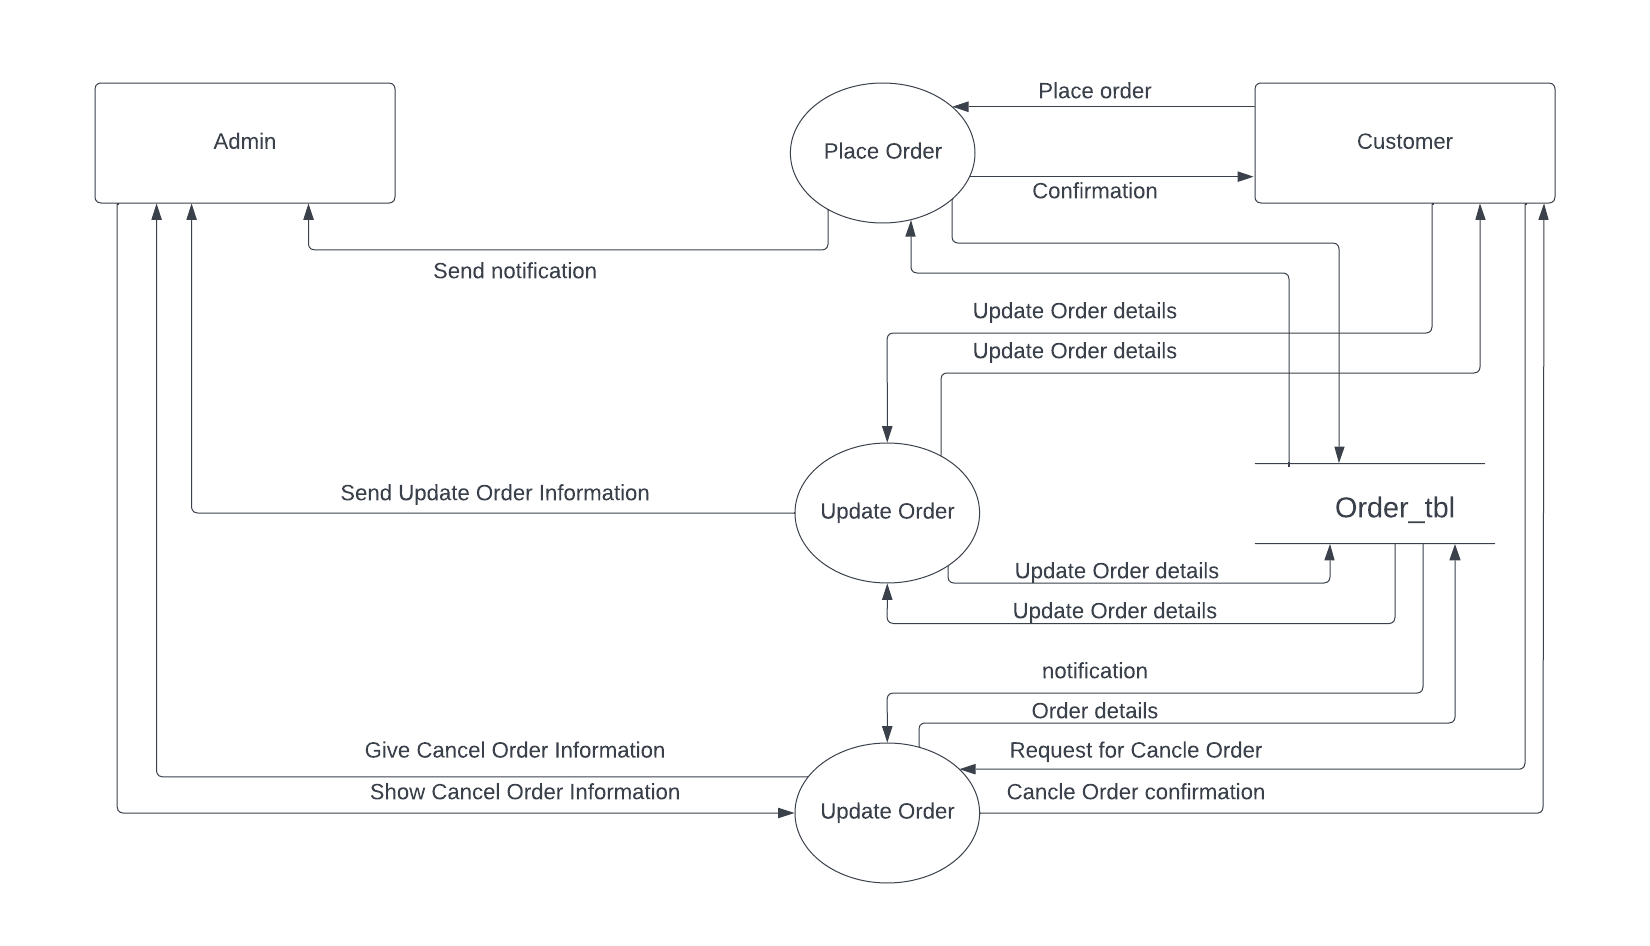 Place order
Admin
Place Order
Customer
Confirmation
Send notification
Update Order details
Update Order details
Send Update Order Information
Update Order
Order_tbl
Update Order details
Update Order details
notification
Order details
Give Cancel Order Information
Request for Cancle Order
Show Cancel Order Information
Cancle Order confirmation
Update Order